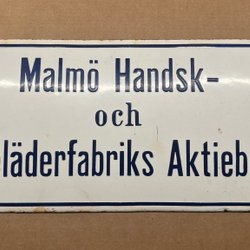 Malmö Handsk-
och
läderfabriks Aktieb